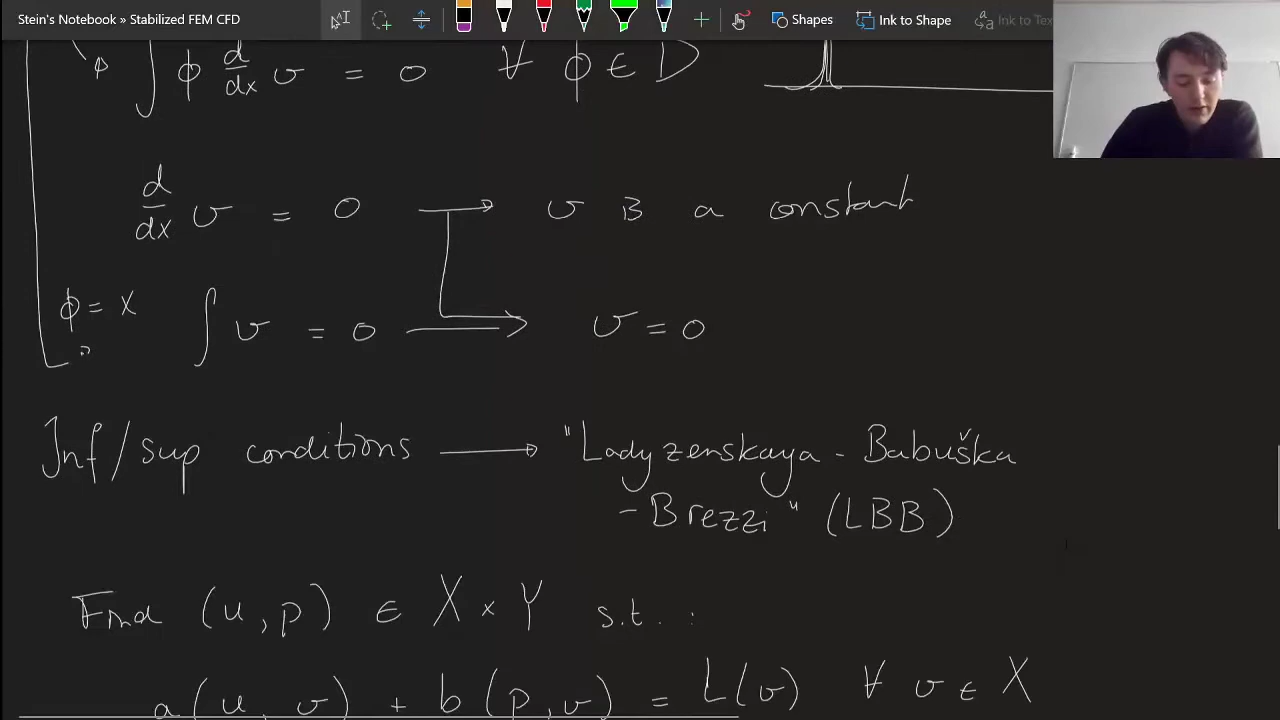 Stein's Notebook » Stabilized FEM CFD
Shapes
Ink to Shape
Ink to Tex
∫ ϕ d/dx v = 0 ∀ ϕ ∈ D
d/dx v = 0 → v is a constant
ϕ = x ∫ v = 0 → v = 0
Inf/sup conditions → "Ladyzenskaya - Babuška
- Brezzi" (LBB)
Find (u,p) ∈ X × Y s.t. :
a(u, v) + b(p,v) = L(v) ∀ v ∈ X